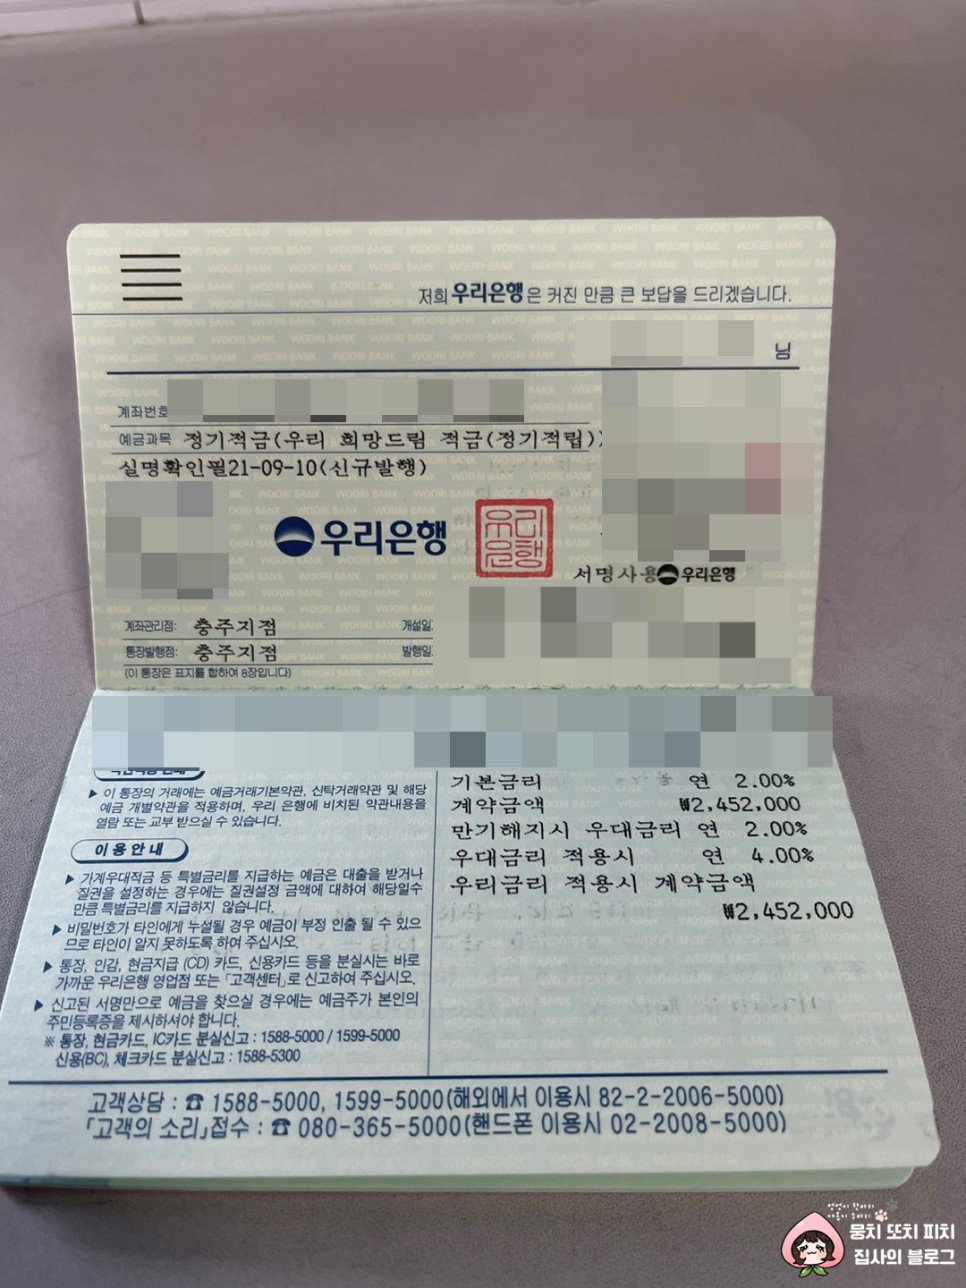 저희 우리은행은 커진 만큼 큰 보답을 드리겠습니다.
님
계좌번호
예금과목 정기적금(우리 희망드림 적금(정기적립))
실명확인필21-09-10(신규발행)
우리은행
우리
은행
서명사용 우리은행
계좌관리점: 충주지점 개설일
통장발행점: 충주지점 발행일
(이 통장은 표지를 합하여 8장입니다)
▶ 이 통장의 거래에는 예금거래기본약관, 신탁거래약관 및 해당
예금 개별약관을 적용하며, 우리 은행에 비치된 약관내용을
열람 또는 교부 받으실 수 있습니다.
이용안내
▶ 가계우대적금 등 특별금리를 지급하는 예금은 대출을 받거나
질권을 설정하는 경우에는 질권설정 금액에 대하여 해당일수
만큼 특별금리를 지급하지 않습니다.
▶ 비밀번호가 타인에게 누설될 경우 예금이 부정 인출 될 수 있으
므로 타인이 알지 못하도록 하여 주십시오.
▶ 통장, 인감, 현금지급 (CD) 카드, 신용카드 등을 분실시는 바로
가까운 우리은행 영업점 또는 「고객센터」로 신고하여 주십시오.
▶ 신고된 서명만으로 예금을 찾으실 경우에는 예금주가 본인의
주민등록증을 제시하셔야 합니다.
※ 통장, 현금카드, IC카드 분실신고 : 1588-5000 / 1599-5000
신용(BC), 체크카드 분실신고 : 1588-5300
기본금리 연 2.00%
계약금액 ₩2,452,000
만기해지시 우대금리 연 2.00%
우대금리 적용시 연 4.00%
우리금리 적용시 계약금액
₩2,452,000
고객상담 : ☎ 1588-5000, 1599-5000(해외에서 이용시 82-2-2006-5000)
「고객의 소리」접수 : ☎ 080-365-5000(핸드폰 이용시 02-2008-5000)
뭉치 또치 피치
집사의 블로그